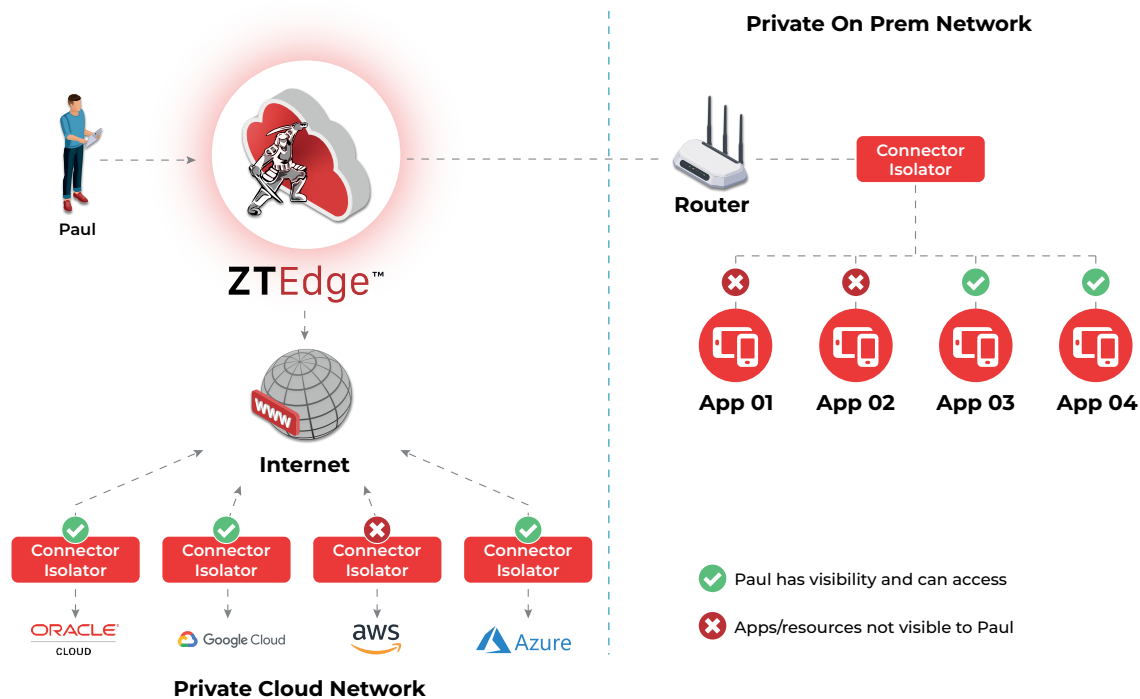 Private On Prem Network
Paul
ZTEdge™
Router
Connector
Isolator
App 01
App 02
App 03
App 04
www
Internet
Connector
Isolator
Connector
Isolator
Connector
Isolator
Connector
Isolator
ORACLE®
CLOUD
Google Cloud
aws
Azure
Private Cloud Network
Paul has visibility and can access
Apps/resources not visible to Paul